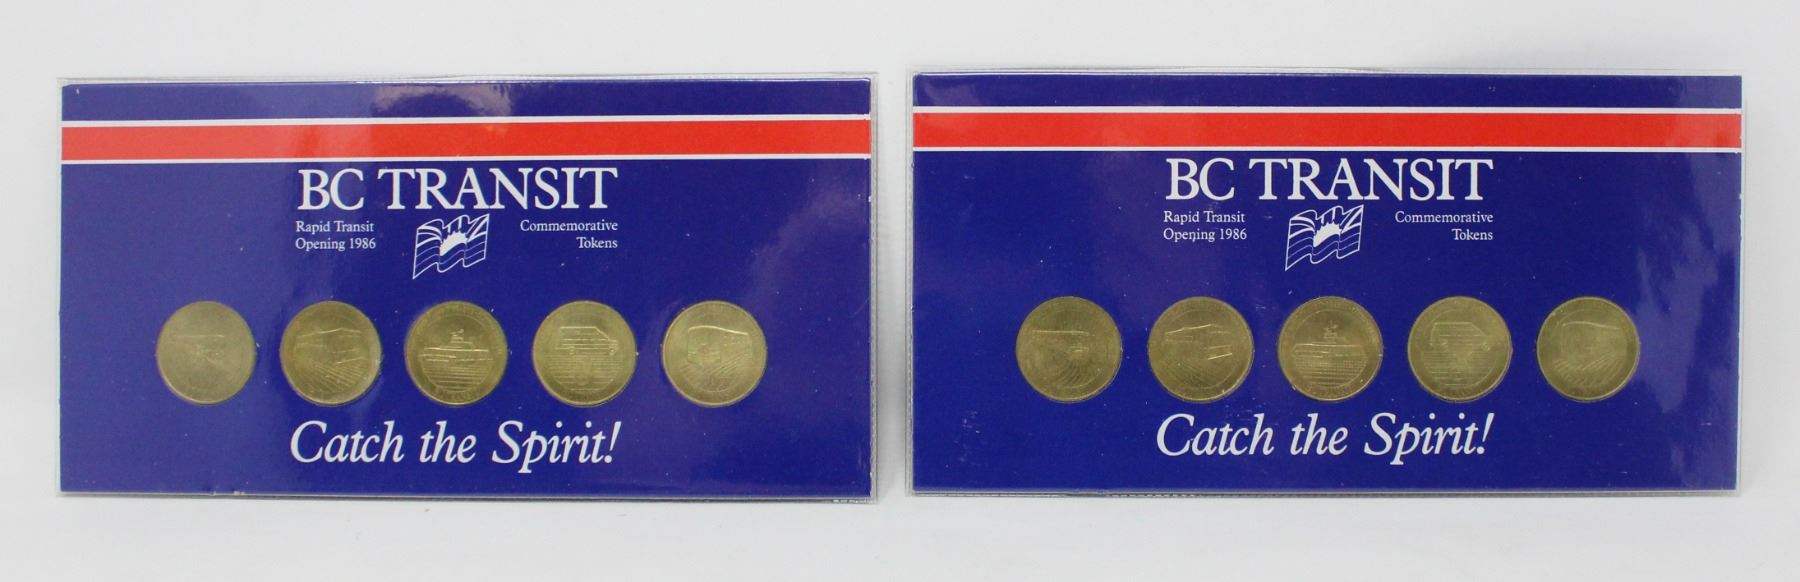 BC TRANSIT
Rapid Transit
Opening 1986
Commemorative
Tokens
Catch the Spirit!
BC TRANSIT
Rapid Transit
Opening 1986
Commemorative
Tokens
Catch the Spirit!